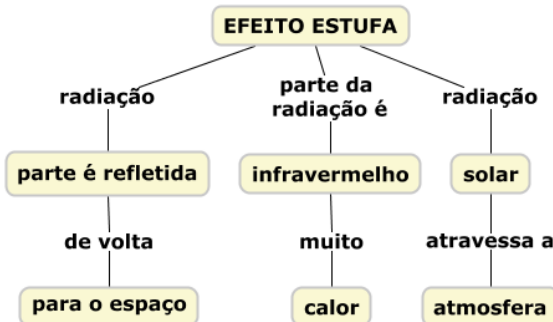 EFEITO ESTUFA
radiação
parte da
radiação é
radiação
parte é refletida
infravermelho
solar
de volta
muito
atravessa a
para o espaço
calor
atmosfera